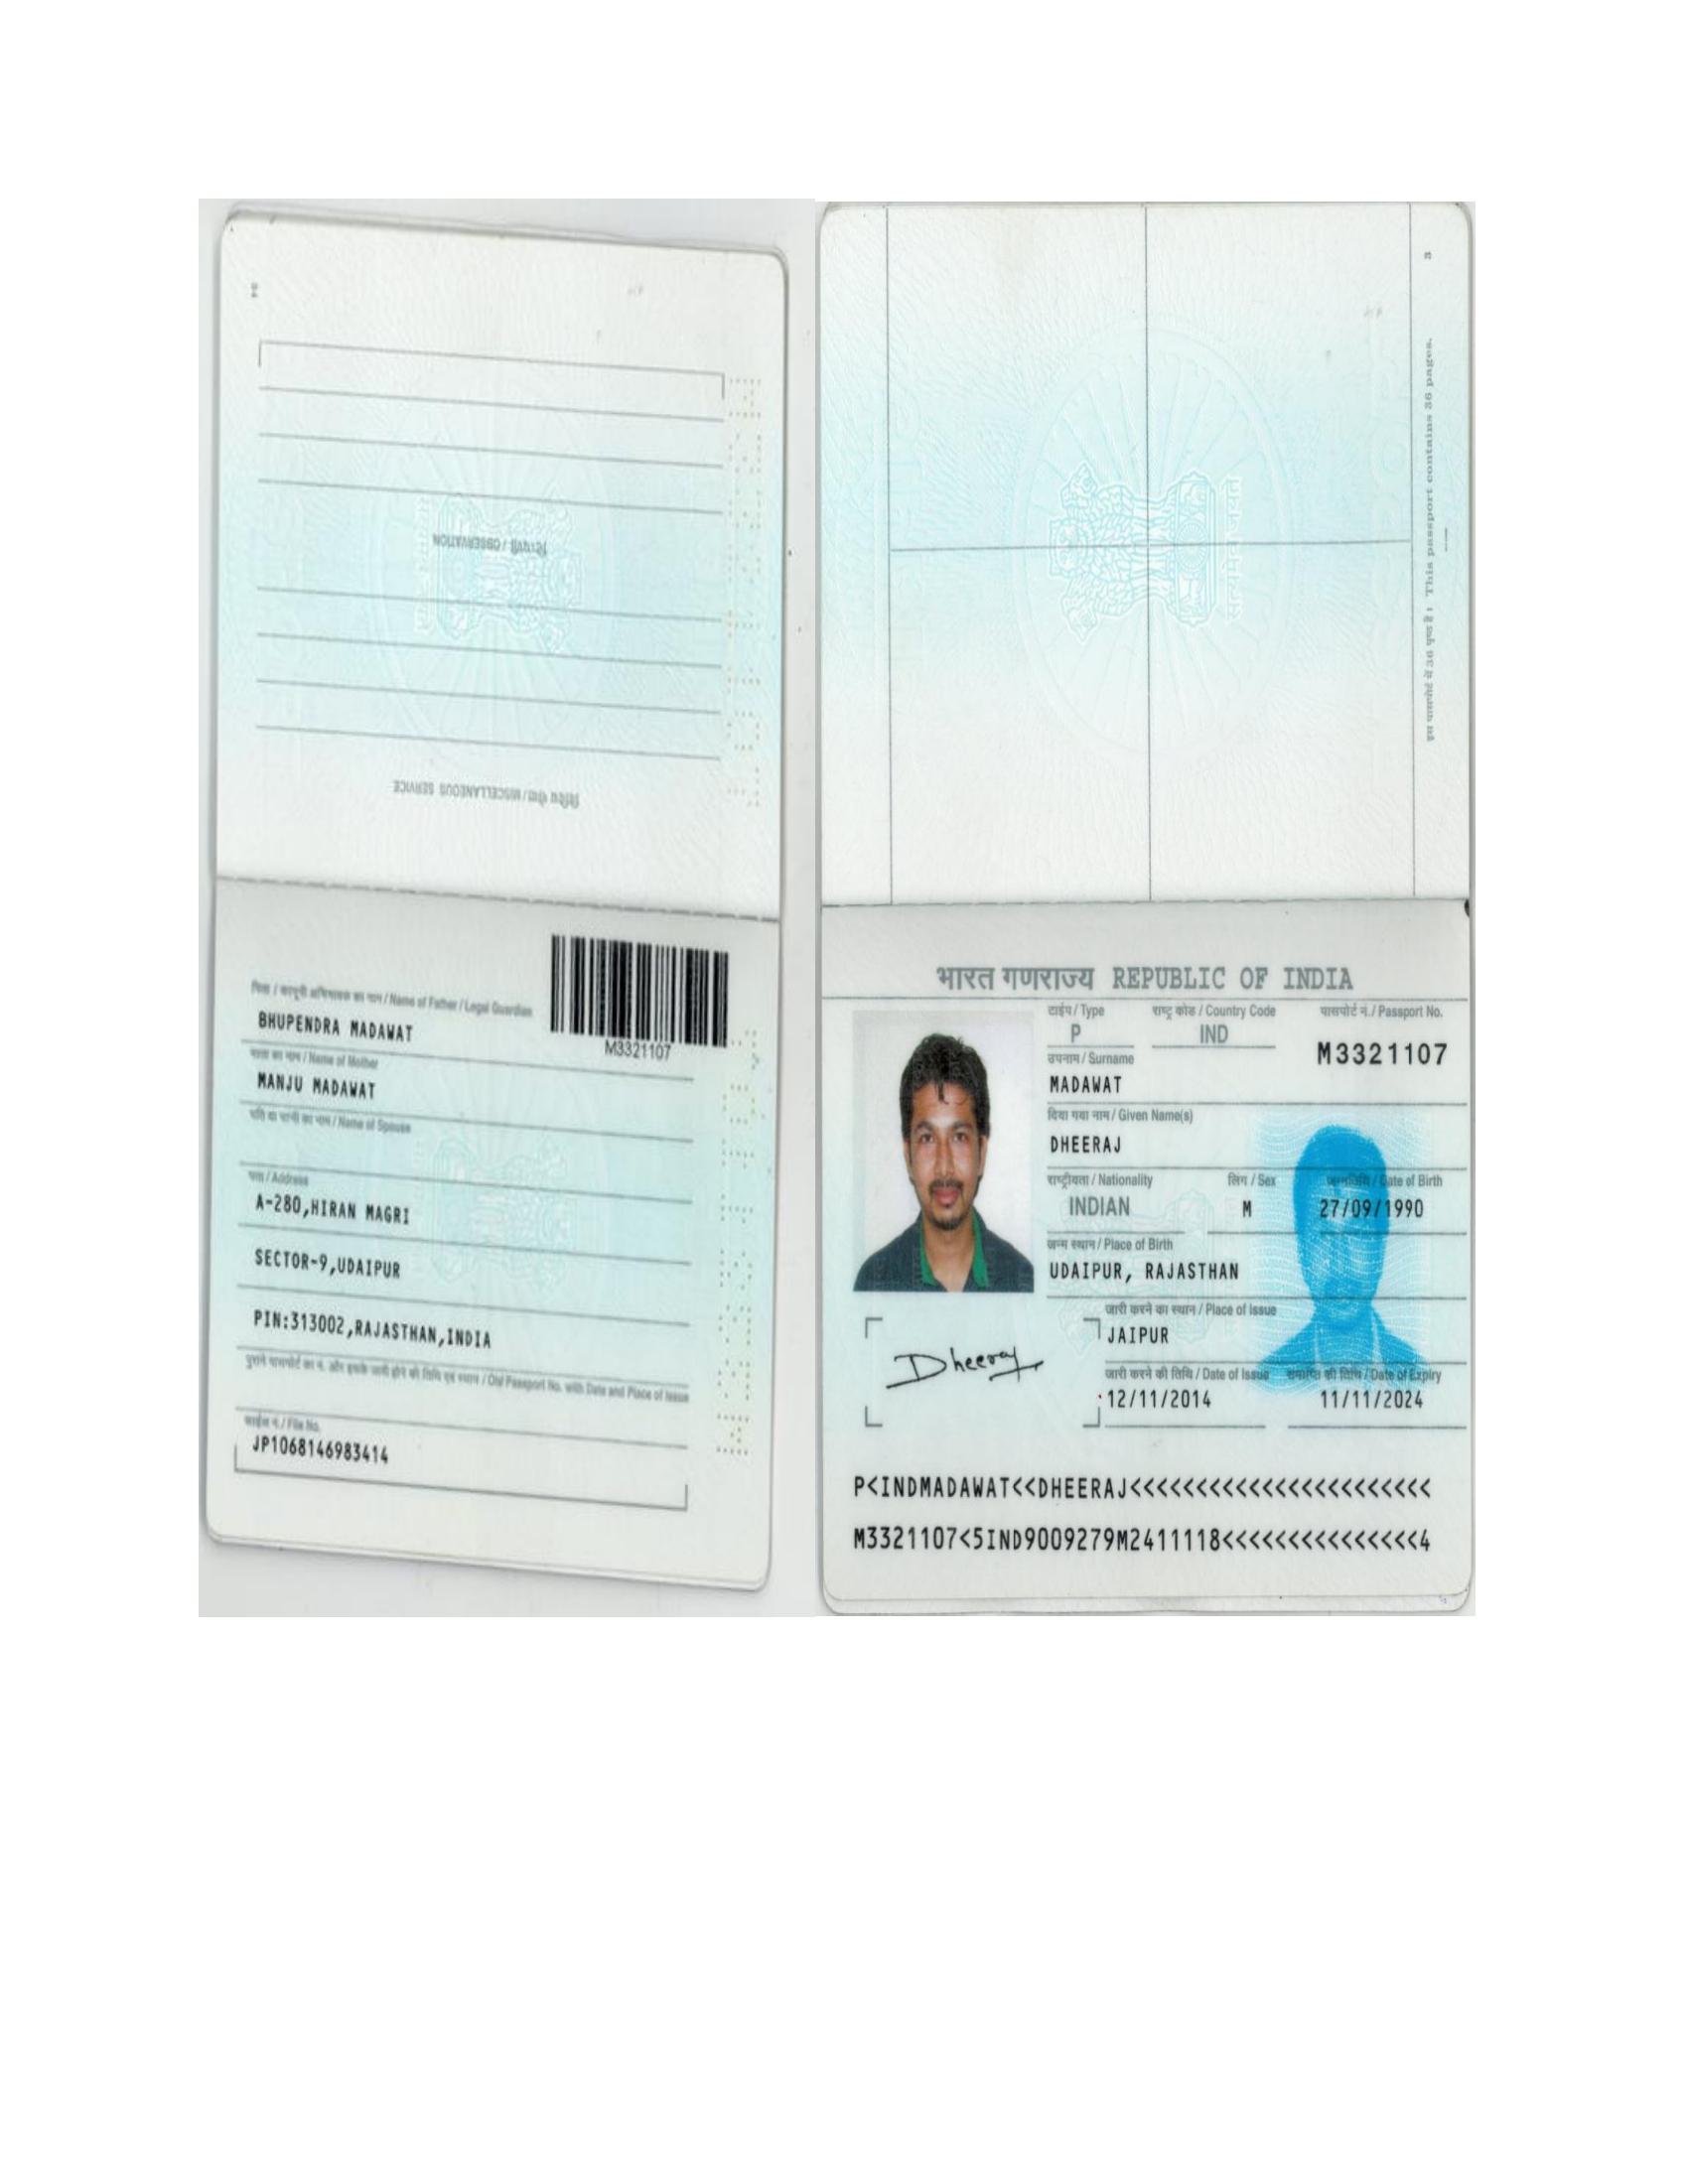 34
टिप्पणी / OBSERVATION
विविध सेवा / MISCELLANEOUS SERVICE
पिता / कानूनी अभिभावक का नाम / Name of Father / Legal Guardian
BHUPENDRA MADAWAT
M3321107
माता का नाम / Name of Mother
MANJU MADAWAT
पति या पत्नी का नाम / Name of Spouse
पता / Address
A-280,HIRAN MAGRI
SECTOR-9,UDAIPUR
PIN:313002,RAJASTHAN,INDIA
पुराने पासपोर्ट का नं. और इसके जारी होने की तिथि एवं स्थान / Old Passport No. with Date and Place of Issue
फाईल नं. / File No.
JP1068146983414
3
इस पासपोर्ट में 36 पृष्ठ है। This passport contains 36 pages.
भारत गणराज्य REPUBLIC OF INDIA
टाईप / Type राष्ट्र कोड / Country Code पासपोर्ट नं. / Passport No.
P IND M3321107
उपनाम / Surname
MADAWAT
दिया गया नाम / Given Name(s)
DHEERAJ
राष्ट्रीयता / Nationality लिंग / Sex जन्मतिथि / Date of Birth
INDIAN M 27/09/1990
जन्म स्थान / Place of Birth
UDAIPUR, RAJASTHAN
जारी करने का स्थान / Place of Issue
JAIPUR
Dheeraj
जारी करने की तिथि / Date of Issue समाप्ति की तिथि / Date of Expiry
12/11/2014 11/11/2024
P<INDMADAWAT<<DHEERAJ<<<<<<<<<<<<<<<<<<<<<<<
M3321107<5IND9009279M2411118<<<<<<<<<<<<<<<4